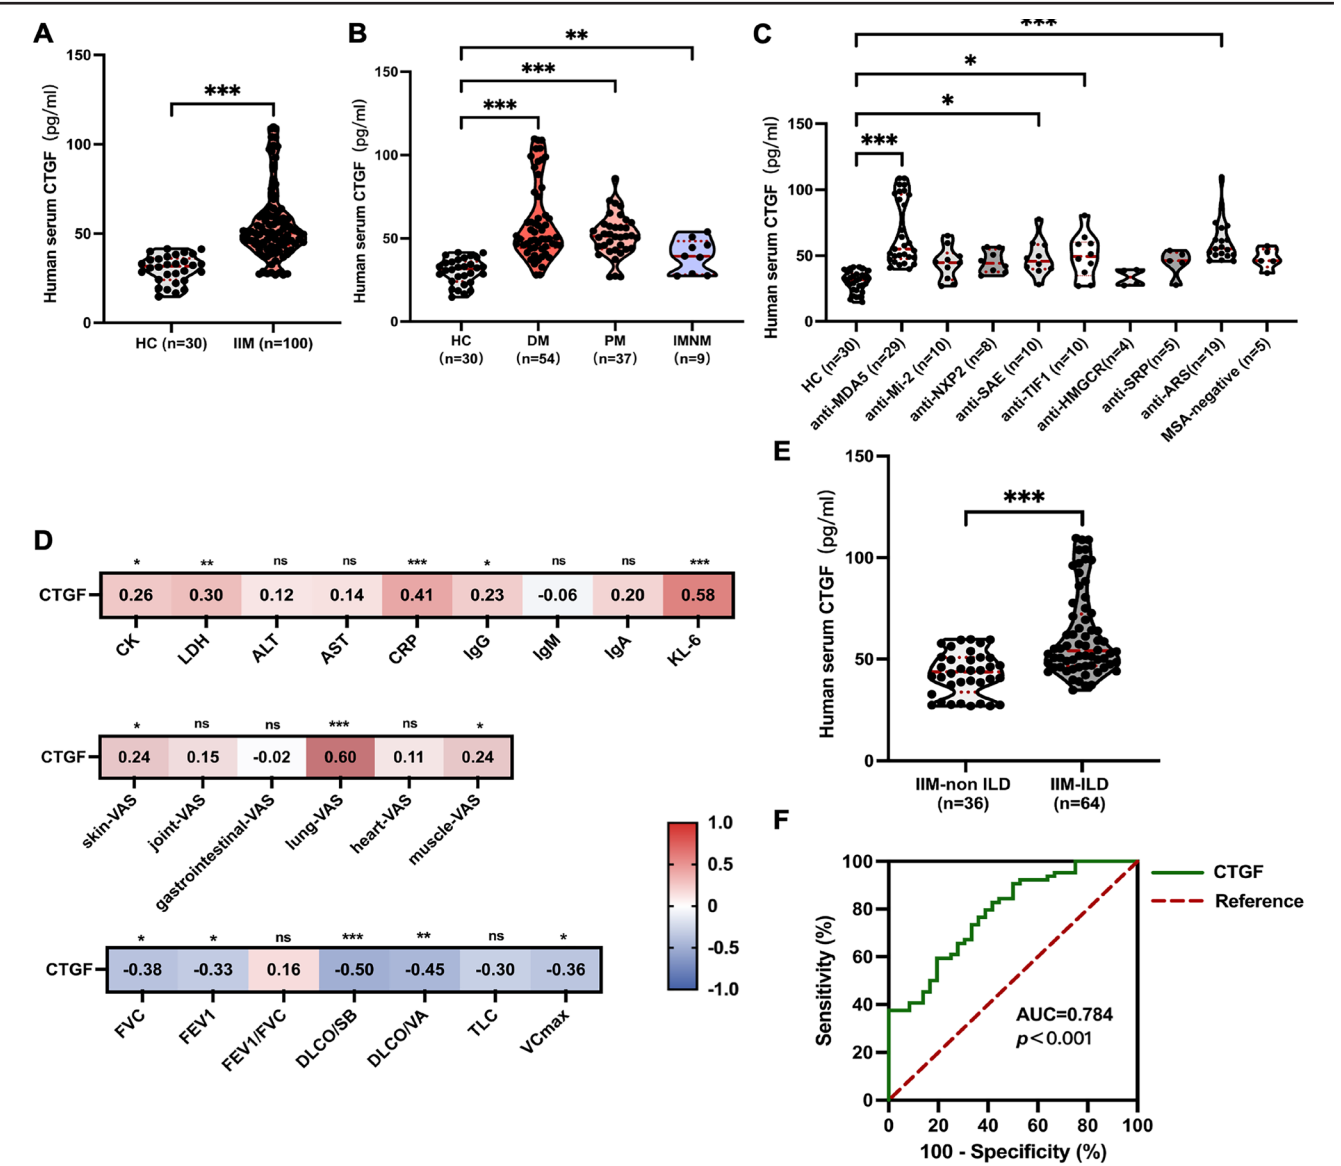 A
Human serum CTGF (pg/ml)
150
100
50
0
***
HC (n=30)
IIM (n=100)
B
Human serum CTGF (pg/ml)
150
100
50
0
**
***
***
HC
(n=30)
DM
(n=54)
PM
(n=37)
IMNM
(n=9)
C
Human serum CTGF (pg/ml)
150
100
50
0
***
*
*
***
HC (n=30)
anti-MDA5 (n=29)
anti-Mi-2 (n=10)
anti-NXP2 (n=8)
anti-SAE (n=10)
anti-TIF1 (n=10)
anti-HMGCR(n=4)
anti-SRP(n=5)
anti-ARS(n=19)
MSA-negative (n=5)
D
* ** ns ns *** * ns ns ***
CTGF 0.26 0.30 0.12 0.14 0.41 0.23 -0.06 0.20 0.58
CK LDH ALT AST CRP IgG IgM IgA KL-6
* ns ns *** ns *
CTGF 0.24 0.15 -0.02 0.60 0.11 0.24
skin-VAS joint-VAS gastrointestinal-VAS lung-VAS heart-VAS muscle-VAS
* * ns *** ** ns *
CTGF -0.38 -0.33 0.16 -0.50 -0.45 -0.30 -0.36
FVC FEV1 FEV1/FVC DLCO/SB DLCO/VA TLC VCmax
1.0
0.5
0
-0.5
-1.0
E
Human serum CTGF (pg/ml)
150
100
50
0
***
IIM-non ILD
(n=36)
IIM-ILD
(n=64)
F
Sensitivity (%)
100
80
60
40
20
0
0 20 40 60 80 100
100 - Specificity (%)
AUC=0.784
p<0.001
CTGF
Reference